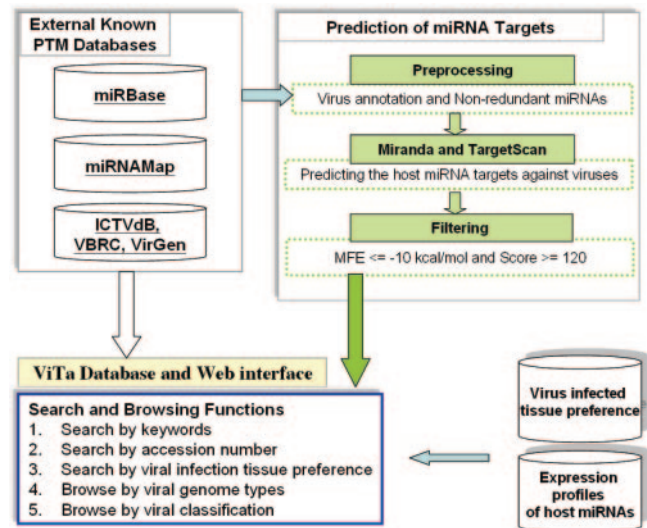 External Known
PTM Databases
miRBase
miRNAMap
ICTVdB,
VBRC, VirGen
Prediction of miRNA Targets
Preprocessing
Virus annotation and Non-redundant miRNAs
Miranda and TargetScan
Predicting the host miRNA targets against viruses
Filtering
MFE <= -10 kcal/mol and Score >= 120
ViTa Database and Web interface
Search and Browsing Functions
1. Search by keywords
2. Search by accession number
3. Search by viral infection tissue preference
4. Browse by viral genome types
5. Browse by viral classification
Virus infected
tissue preference
Expression
profiles
of host miRNAs